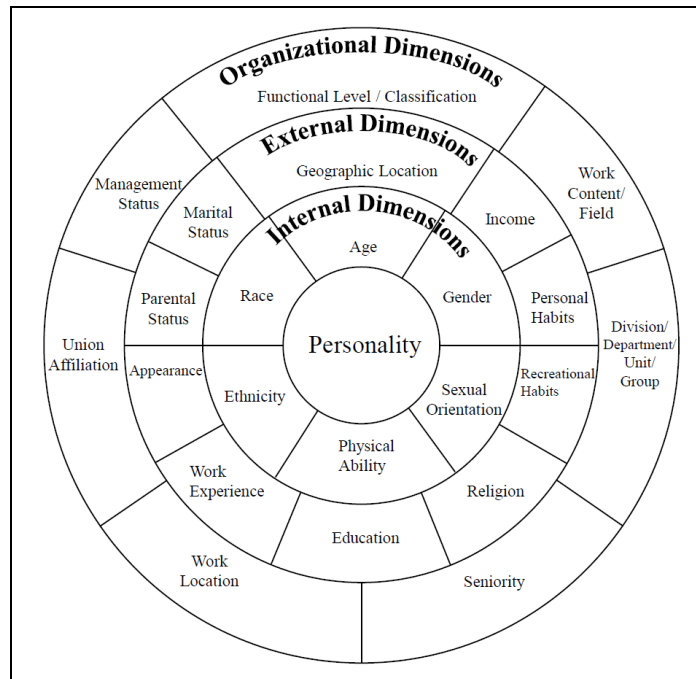 Organizational Dimensions
Functional Level / Classification
External Dimensions
Geographic Location
Internal Dimensions
Age
Management
Status
Marital
Status
Income
Work
Content/
Field
Race
Gender
Parental
Status
Personal
Habits
Union
Affiliation
Personality
Division/
Department/
Unit/
Group
Appearance
Ethnicity
Sexual
Orientation
Recreational
Habits
Physical
Ability
Work
Experience
Religion
Education
Work
Location
Seniority